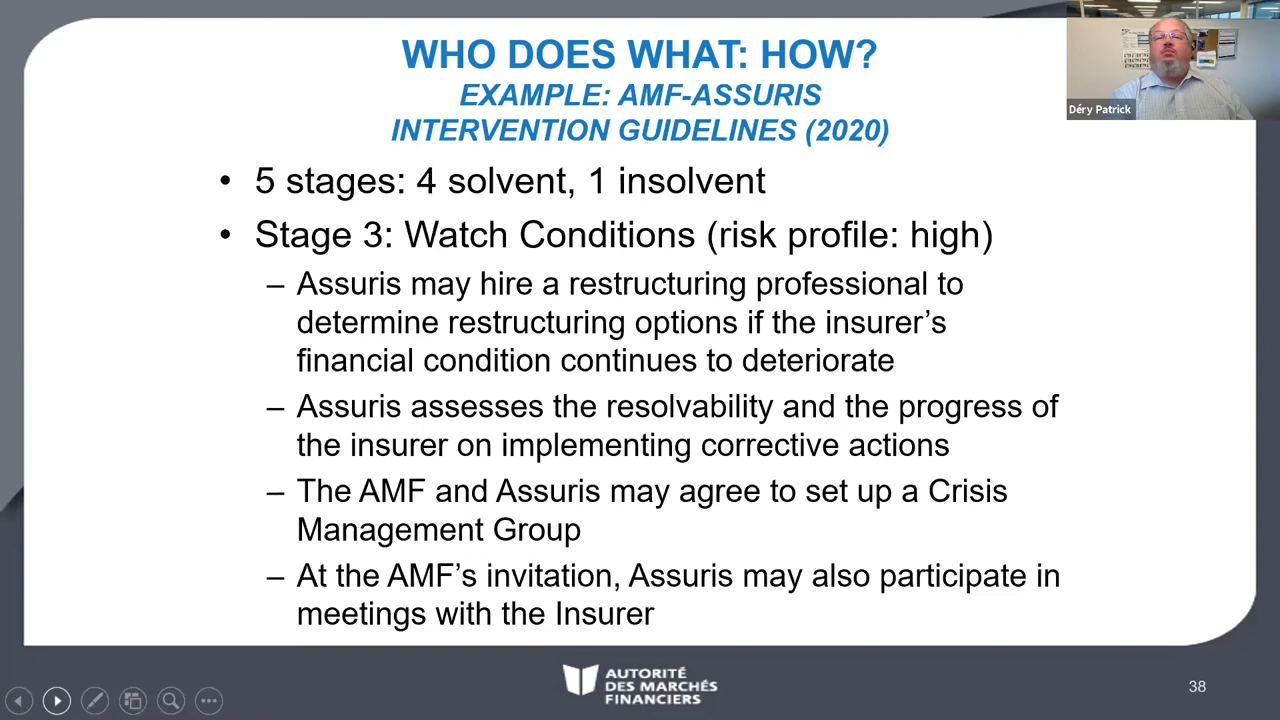 WHO DOES WHAT: HOW?
EXAMPLE: AMF-ASSURIS
INTERVENTION GUIDELINES (2020)
Déry Patrick
• 5 stages: 4 solvent, 1 insolvent
• Stage 3: Watch Conditions (risk profile: high)
– Assuris may hire a restructuring professional to
determine restructuring options if the insurer’s
financial condition continues to deteriorate
– Assuris assesses the resolvability and the progress of
the insurer on implementing corrective actions
– The AMF and Assuris may agree to set up a Crisis
Management Group
– At the AMF’s invitation, Assuris may also participate in
meetings with the Insurer
AUTORITÉ
DES MARCHÉS
FINANCIERS
38